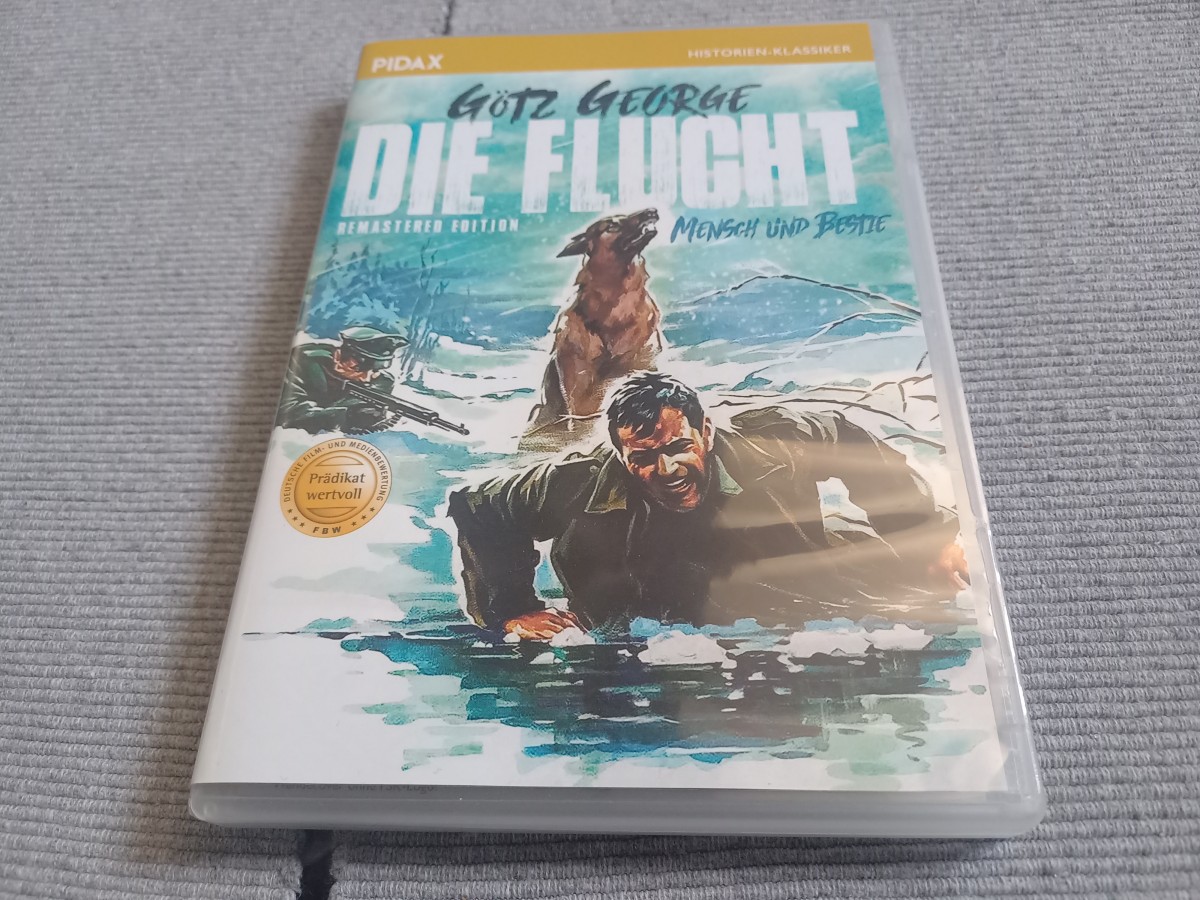 PIDAX
HISTORIEN-KLASSIKER
GÖTZ GEORGE
DIE FLUCHT
REMASTERED EDITION
MENSCH UND BESTIE
DEUTSCHE FILM- UND MEDIENBEWERTUNG
Prädikat
wertvoll
FBW